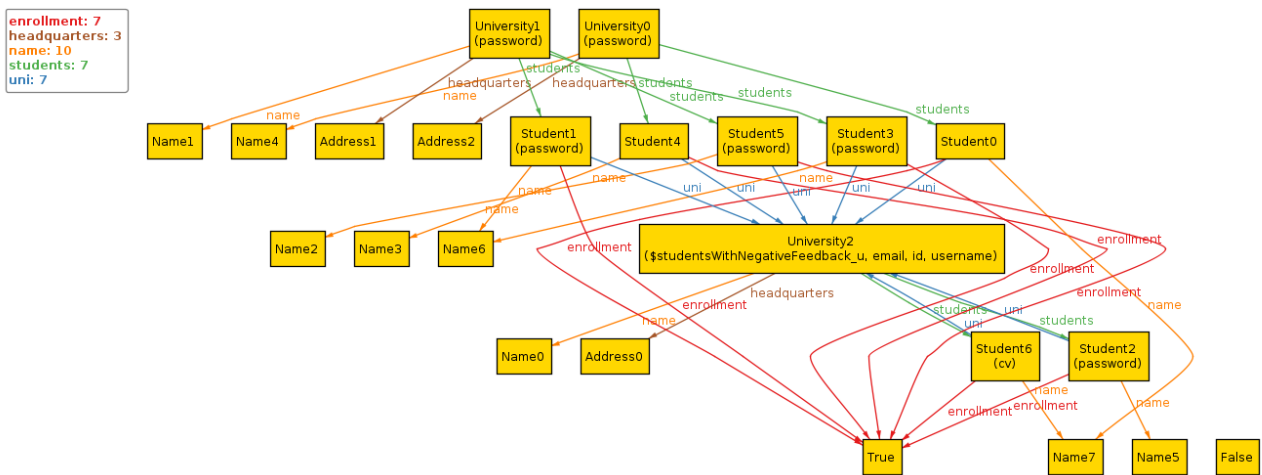 enrollment: 7
headquarters: 3
name: 10
students: 7
uni: 7
University1
(password)
University0
(password)
students
headquarters
headquarters
students
students
students
students
name
name
Name1
Name4
Address1
Address2
Student1
(password)
Student4
Student5
(password)
Student3
(password)
Student0
name
name
name
name
uni
uni
uni
uni
uni
Name2
Name3
Name6
enrollment
University2
($studentsWithNegativeFeedback_u, email, id, username)
enrollment
enrollment
enrollment
enrollment
headquarters
name
students
uni
uni
students
name
Name0
Address0
Student6
(cv)
Student2
(password)
name
name
enrollment
enrollment
True
Name7
Name5
False